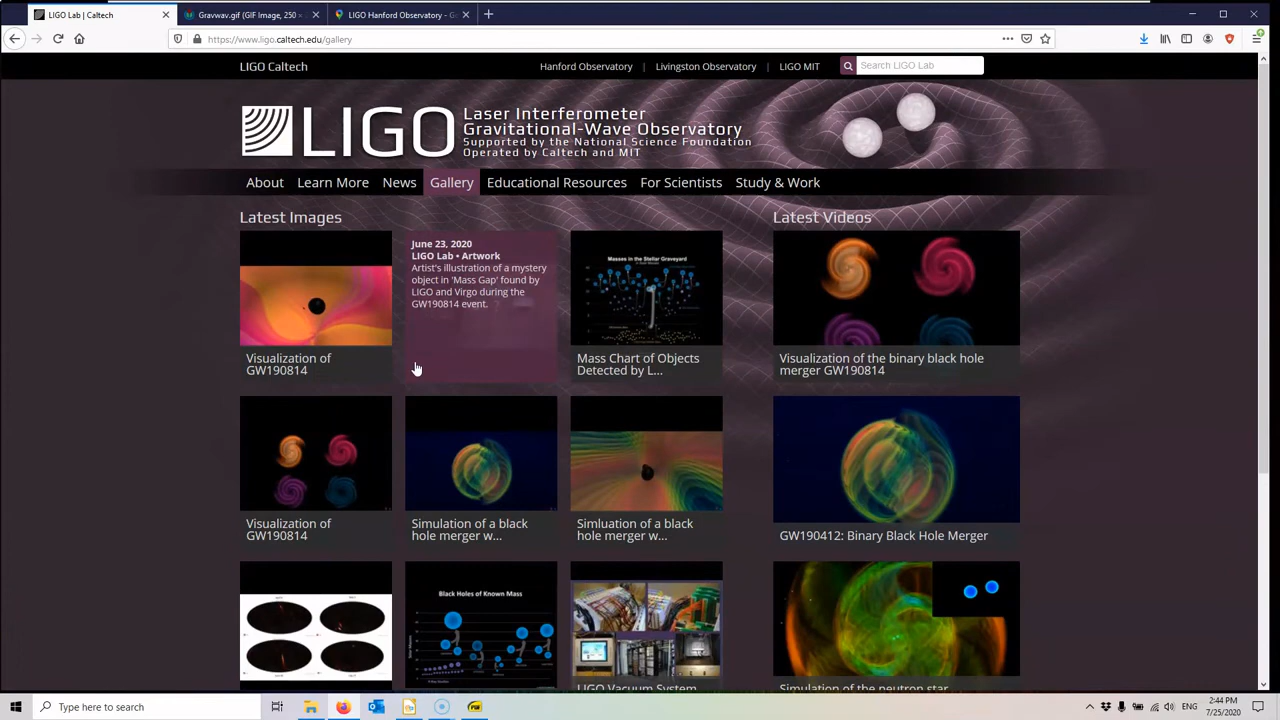 LIGO Lab | Caltech
Gravwav.gif (GIF Image, 250 ×
LIGO Hanford Observatory - Go
https://www.ligo.caltech.edu/gallery
LIGO Caltech
Hanford Observatory | Livingston Observatory | LIGO MIT
Search LIGO Lab
LIGO
Laser Interferometer
Gravitational-Wave Observatory
Supported by the National Science Foundation
Operated by Caltech and MIT
About Learn More News Gallery Educational Resources For Scientists Study & Work
Latest Images
Latest Videos
June 23, 2020
LIGO Lab • Artwork
Artist's illustration of a mystery
object in 'Mass Gap' found by
LIGO and Virgo during the
GW190814 event.
Masses in the Stellar Graveyard
Visualization of
GW190814
Mass Chart of Objects
Detected by L...
Visualization of the binary black hole
merger GW190814
Visualization of
GW190814
Simulation of a black
hole merger w...
Simluation of a black
hole merger w...
GW190412: Binary Black Hole Merger
Black Holes of Known Mass
LIGO Vacuum System
Simulation of the neutron star
Type here to search
ENG
2:44 PM
7/25/2020